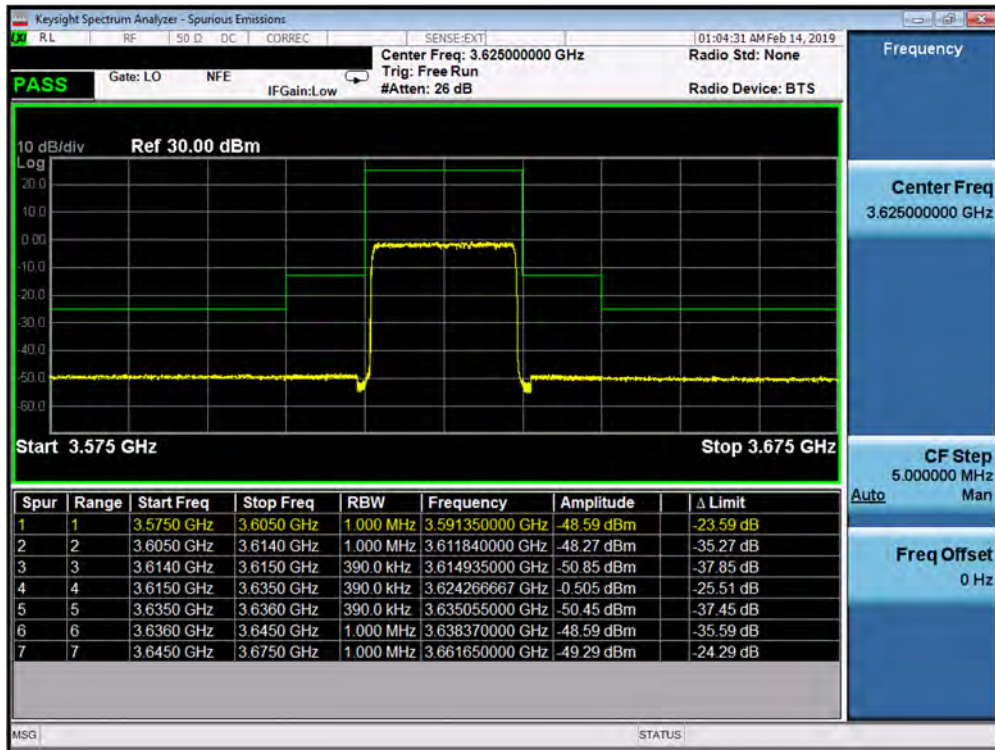 Keysight Spectrum Analyzer - Spurious Emissions
LXI RL RF 50 Ω DC CORREC SENSE:EXT 01:04:31 AM Feb 14, 2019
Center Freq: 3.625000000 GHz Radio Std: None
PASS Gate: LO NFE Trig: Free Run
IFGain:Low #Atten: 26 dB Radio Device: BTS
10 dB/div Ref 30.00 dBm
Log
20.0
10.0
0.00
-10.0
-20.0
-30.0
-40.0
-50.0
-60.0
Start 3.575 GHz Stop 3.675 GHz
Spur Range Start Freq Stop Freq RBW Frequency Amplitude Δ Limit
1 1 3.5750 GHz 3.6050 GHz 1.000 MHz 3.591350000 GHz -48.59 dBm -23.59 dB
2 2 3.6050 GHz 3.6140 GHz 1.000 MHz 3.611840000 GHz -48.27 dBm -35.27 dB
3 3 3.6140 GHz 3.6150 GHz 390.0 kHz 3.614935000 GHz -50.85 dBm -37.85 dB
4 4 3.6150 GHz 3.6350 GHz 390.0 kHz 3.624266667 GHz -0.505 dBm -25.51 dB
5 5 3.6350 GHz 3.6360 GHz 390.0 kHz 3.635055000 GHz -50.45 dBm -37.45 dB
6 6 3.6360 GHz 3.6450 GHz 1.000 MHz 3.638370000 GHz -48.59 dBm -35.59 dB
7 7 3.6450 GHz 3.6750 GHz 1.000 MHz 3.661650000 GHz -49.29 dBm -24.29 dB
MSG STATUS
Frequency
Center Freq
3.625000000 GHz
CF Step
5.000000 MHz
Auto Man
Freq Offset
0 Hz